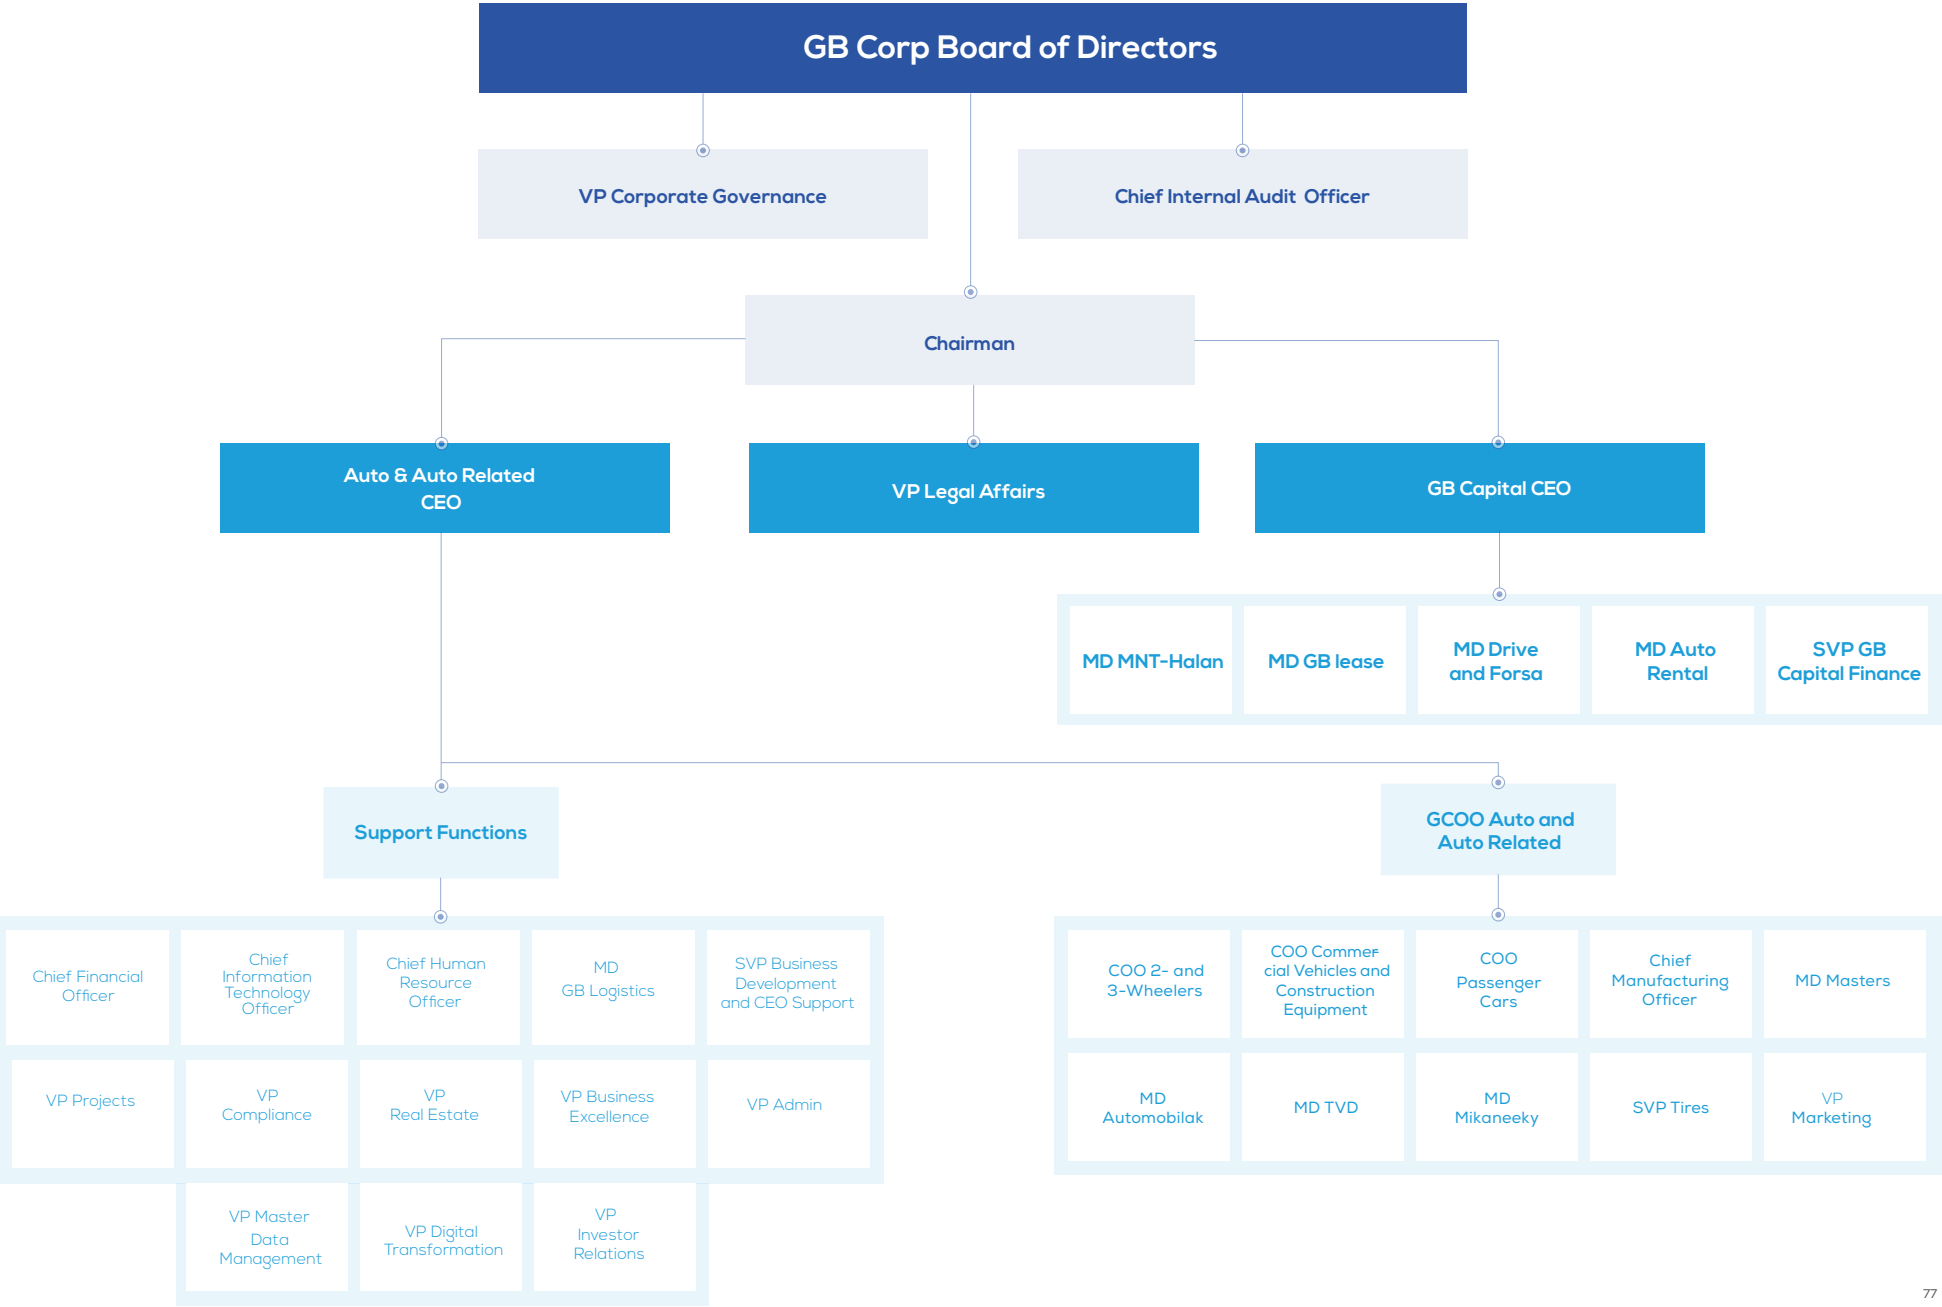 GB Corp Board of Directors
VP Corporate Governance
Chief Internal Audit Officer
Chairman
Auto & Auto Related
CEO
VP Legal Affairs
GB Capital CEO
MD MNT-Halan
MD GB lease
MD Drive
and Forsa
MD Auto
Rental
SVP GB
Capital Finance
Support Functions
GCOO Auto and
Auto Related
Chief Financial
Officer
Chief
Information
Technology
Officer
Chief Human
Resource
Officer
MD
GB Logistics
SVP Business
Development
and CEO Support
VP Projects
VP
Compliance
VP
Real Estate
VP Business
Excellence
VP Admin
VP Master
Data
Management
VP Digital
Transformation
VP
Investor
Relations
COO 2- and
3-Wheelers
COO Commer-
cial Vehicles and
Construction
Equipment
COO
Passenger
Cars
Chief
Manufacturing
Officer
MD Masters
MD
Automobilak
MD TVD
MD
Mikaneeky
SVP Tires
VP
Marketing
77